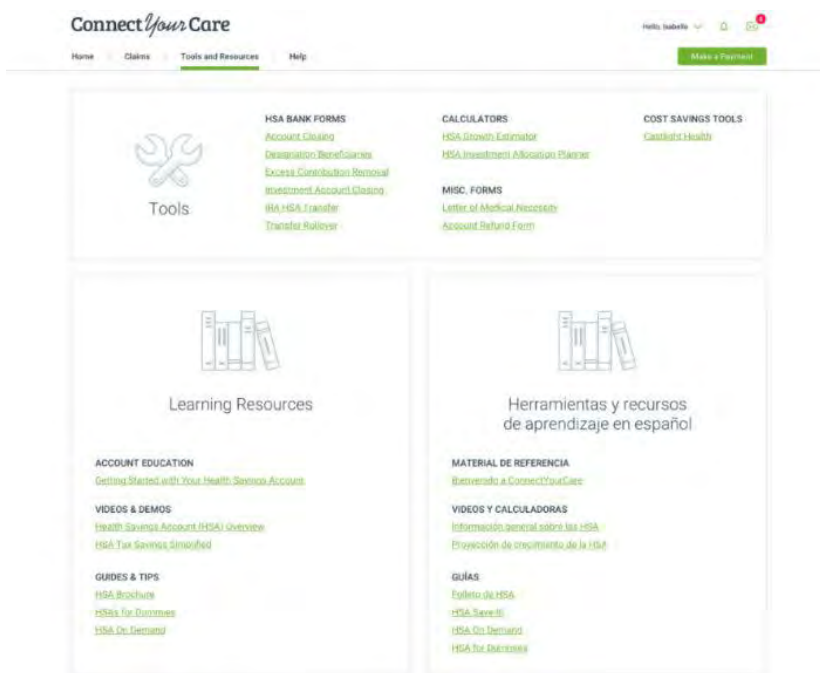 ConnectYourCare
Hello, Isabella
Home Claims Tools and Resources Help
Make a Payment
Tools
HSA BANK FORMS
Account Closing
Designation Beneficiaries
Excess Contribution Removal
Investment Account Closing
IRA HSA Transfer
Transfer Rollover
CALCULATORS
HSA Growth Estimator
HSA Investment Allocation Planner
MISC. FORMS
Letter of Medical Necessity
Account Refund Form
COST SAVINGS TOOLS
Castlight Health
Learning Resources
ACCOUNT EDUCATION
Getting Started with Your Health Savings Account
VIDEOS & DEMOS
Health Savings Account (HSA) Overview
HSA Tax Savings Simplified
GUIDES & TIPS
HSA Brochure
HSAs for Dummies
HSA On Demand
Herramientas y recursos
de aprendizaje en español
MATERIAL DE REFERENCIA
Bienvenido a ConnectYourCare
VIDEOS Y CALCULADORAS
Información general sobre las HSA
Proyección de crecimiento de la HSA
GUÍAS
Folleto de HSA
HSA Save It!
HSA On Demand
HSA for Dummies